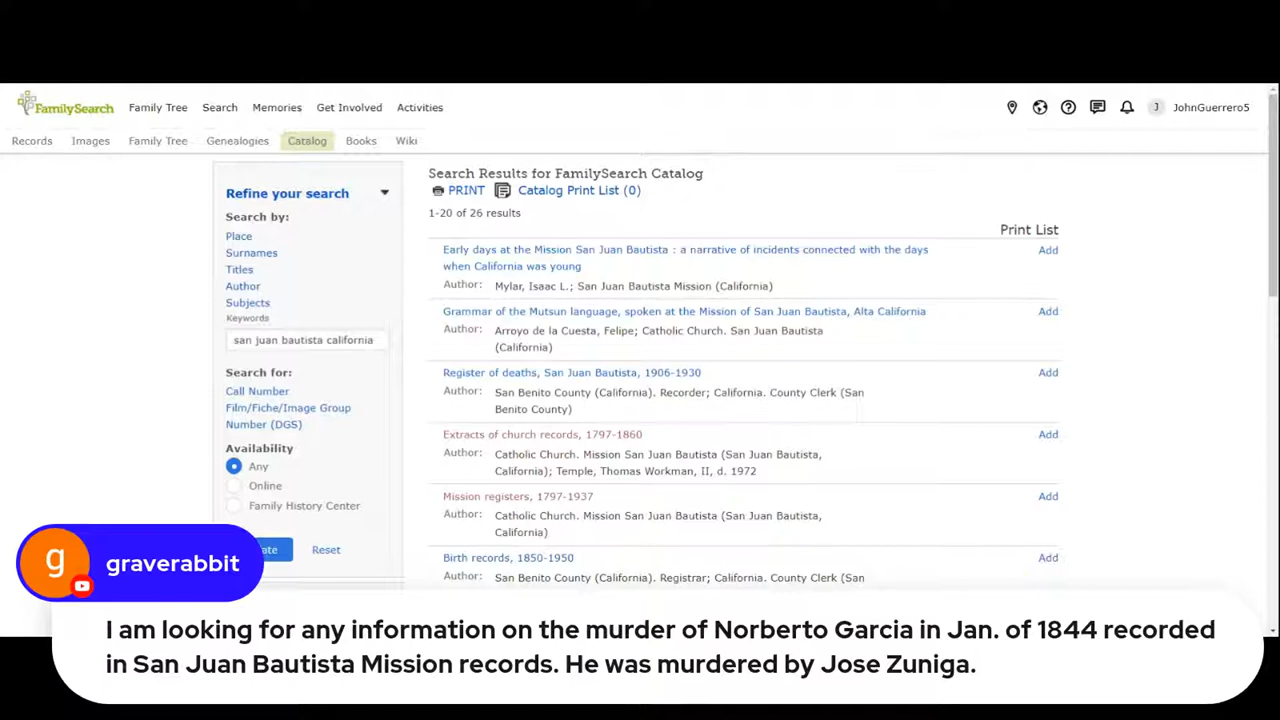 FamilySearch Family Tree Search Memories Get Involved Activities J JohnGuerrero5
Records Images Family Tree Genealogies Catalog Books Wiki
Refine your search
Search by:
Place
Surnames
Titles
Author
Subjects
Keywords
san juan bautista california
Search for:
Call Number
Film/Fiche/Image Group
Number (DGS)
Availability
Any
Online
Family History Center
Reset
Search Results for FamilySearch Catalog
PRINT Catalog Print List (0)
1-20 of 26 results
Print List
Early days at the Mission San Juan Bautista : a narrative of incidents connected with the days Add
when California was young
Author: Mylar, Isaac L.; San Juan Bautista Mission (California)
Grammar of the Mutsun language, spoken at the Mission of San Juan Bautista, Alta California Add
Author: Arroyo de la Cuesta, Felipe; Catholic Church. San Juan Bautista
(California)
Register of deaths, San Juan Bautista, 1906-1930 Add
Author: San Benito County (California). Recorder; California. County Clerk (San
Benito County)
Extracts of church records, 1797-1860 Add
Author: Catholic Church. Mission San Juan Bautista (San Juan Bautista,
California); Temple, Thomas Workman, II, d. 1972
Mission registers, 1797-1937 Add
Author: Catholic Church. Mission San Juan Bautista (San Juan Bautista,
California)
Birth records, 1850-1950 Add
Author: San Benito County (California). Registrar; California. County Clerk (San
g graverabbit
I am looking for any information on the murder of Norberto Garcia in Jan. of 1844 recorded
in San Juan Bautista Mission records. He was murdered by Jose Zuniga.